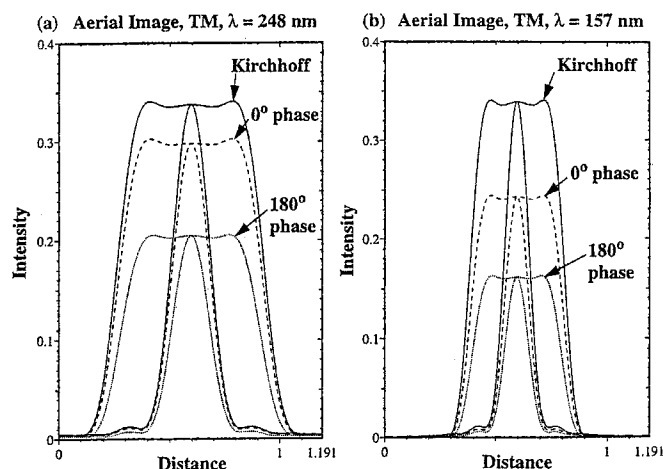 (a) Aerial Image, TM, λ = 248 nm
0.4
0.3
0.2
0.1
0
Intensity
Kirchhoff
0° phase
180°
phase
0
1
1.191
Distance
(b) Aerial Image, TM, λ = 157 nm
0.4
0.3
0.2
0.1
0
Intensity
Kirchhoff
0° phase
180°
phase
0
1
1.191
Distance